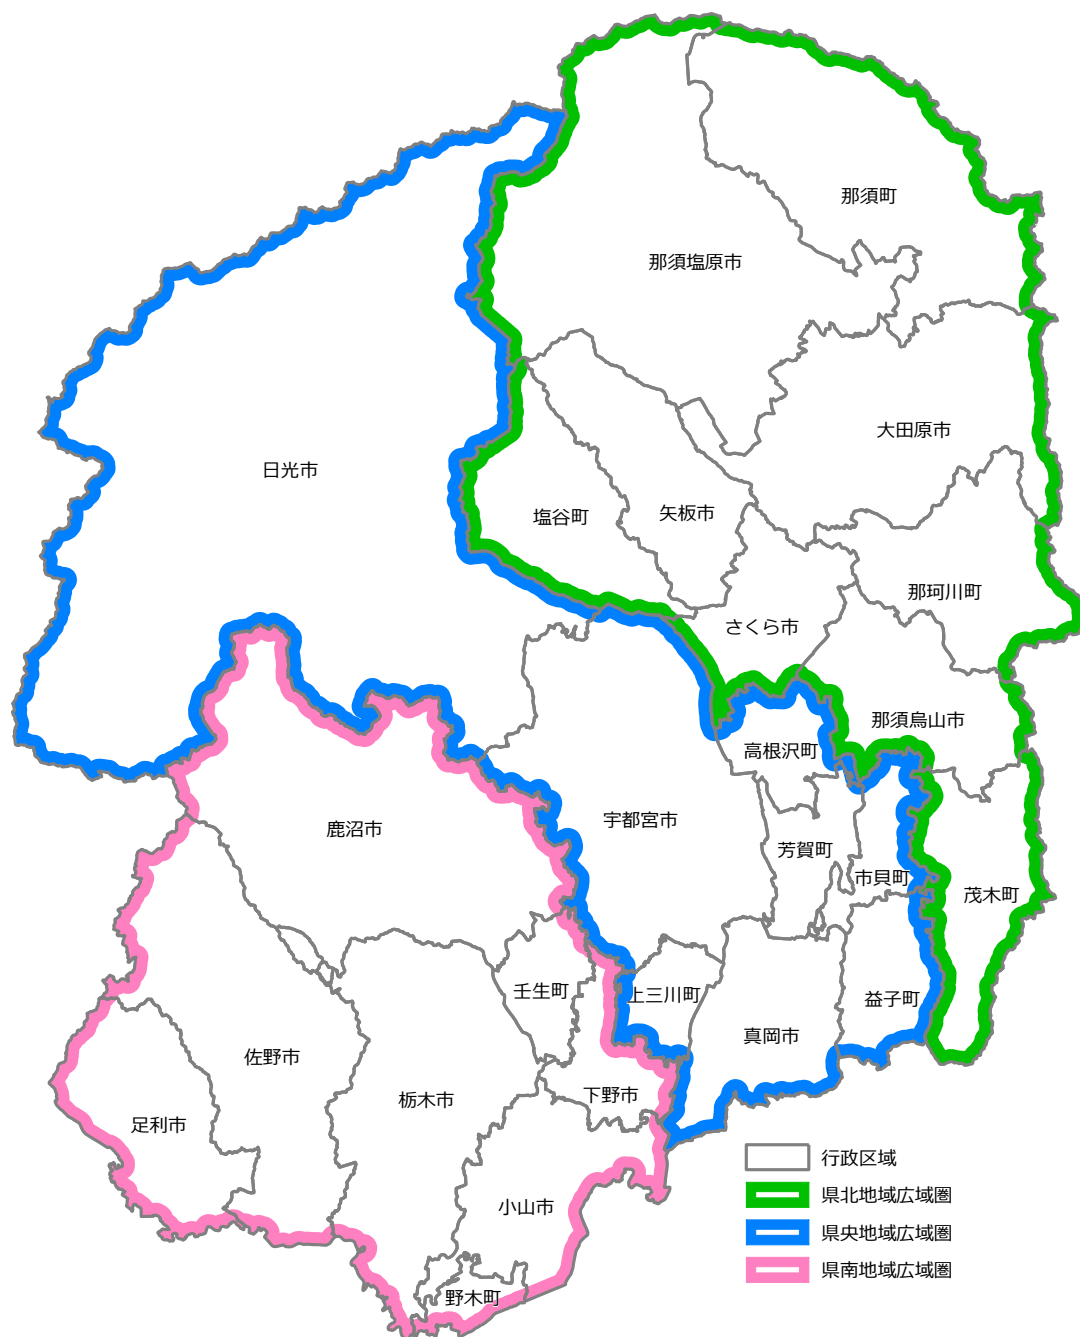 那須町
那須塩原市
大田原市
日光市
矢板市
塩谷町
那珂川町
さくら市
那須烏山市
高根沢町
宇都宮市
鹿沼市
芳賀町
市貝町
茂木町
壬生町
上三川町
益子町
真岡市
佐野市
下野市
栃木市
足利市
小山市
野木町
行政区域
県北地域広域圏
県央地域広域圏
県南地域広域圏